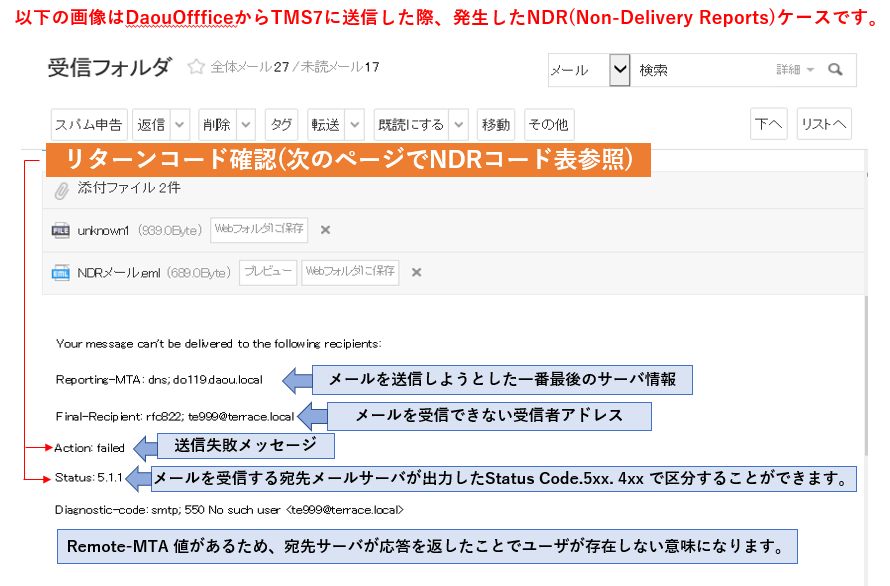 以下の画像はDaouOffficeからTMS7に送信した際、発生したNDR(Non-Delivery Reports)ケースです。
受信フォルダ 全体メール27 / 未読メール17
メール 検索 詳細
スパム申告 返信 削除 タグ 転送 既読にする 移動 その他 下へ リストへ
リターンコード確認(次のページでNDRコード表参照)
添付ファイル 2件
unknown1 (939.0Byte) Webフォルダに保存
NDRメール.eml (689.0Byte) プレビュー Webフォルダに保存
Your message can't be delivered to the following recipients:
Reporting-MTA: dns; do119.daou.local メールを送信しようとした一番最後のサーバ情報
Final-Recipient: rfc822; te999@terrace.local メールを受信できない受信者アドレス
Action: failed 送信失敗メッセージ
Status: 5.1.1 メールを受信する宛先メールサーバが出力したStatus Code.5xx. 4xx で区分することができます。
Diagnostic-code: smtp; 550 No such user <te999@terrace.local>
Remote-MTA 値があるため、宛先サーバが応答を返したことでユーザが存在しない意味になります。